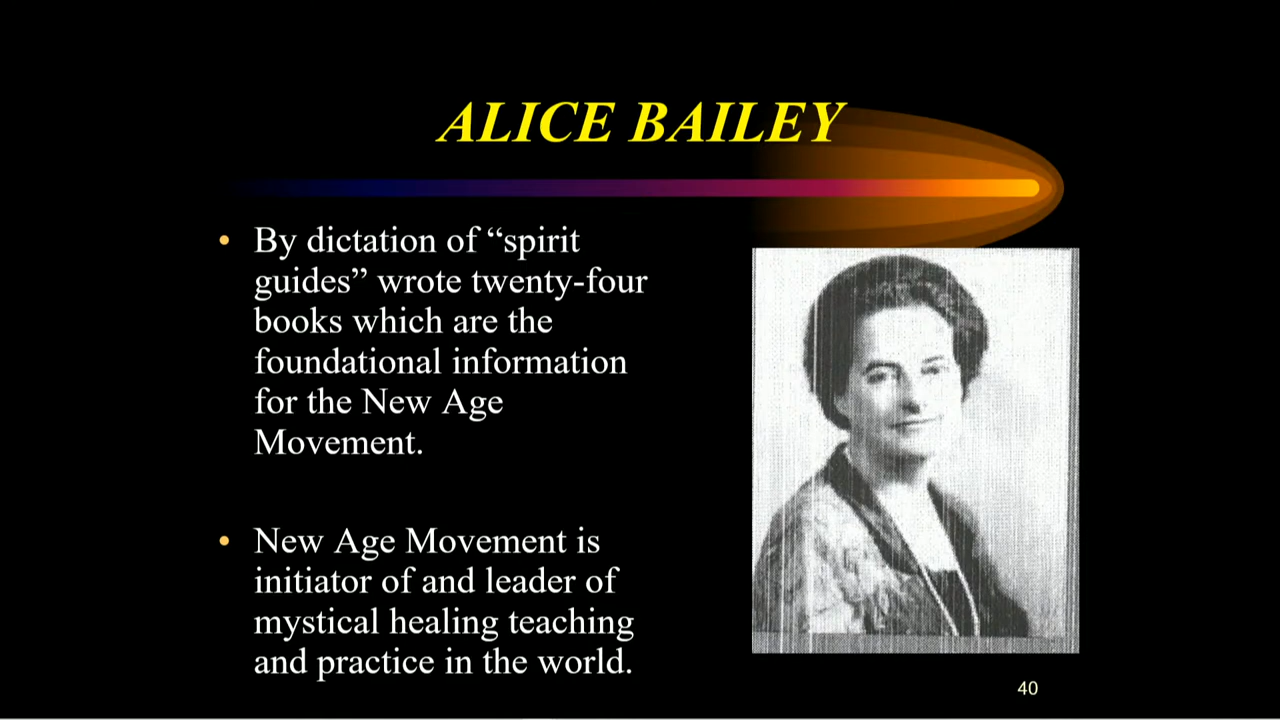 ALICE BAILEY
• By dictation of “spirit
guides” wrote twenty-four
books which are the
foundational information
for the New Age
Movement.
• New Age Movement is
initiator of and leader of
mystical healing teaching
and practice in the world.
40